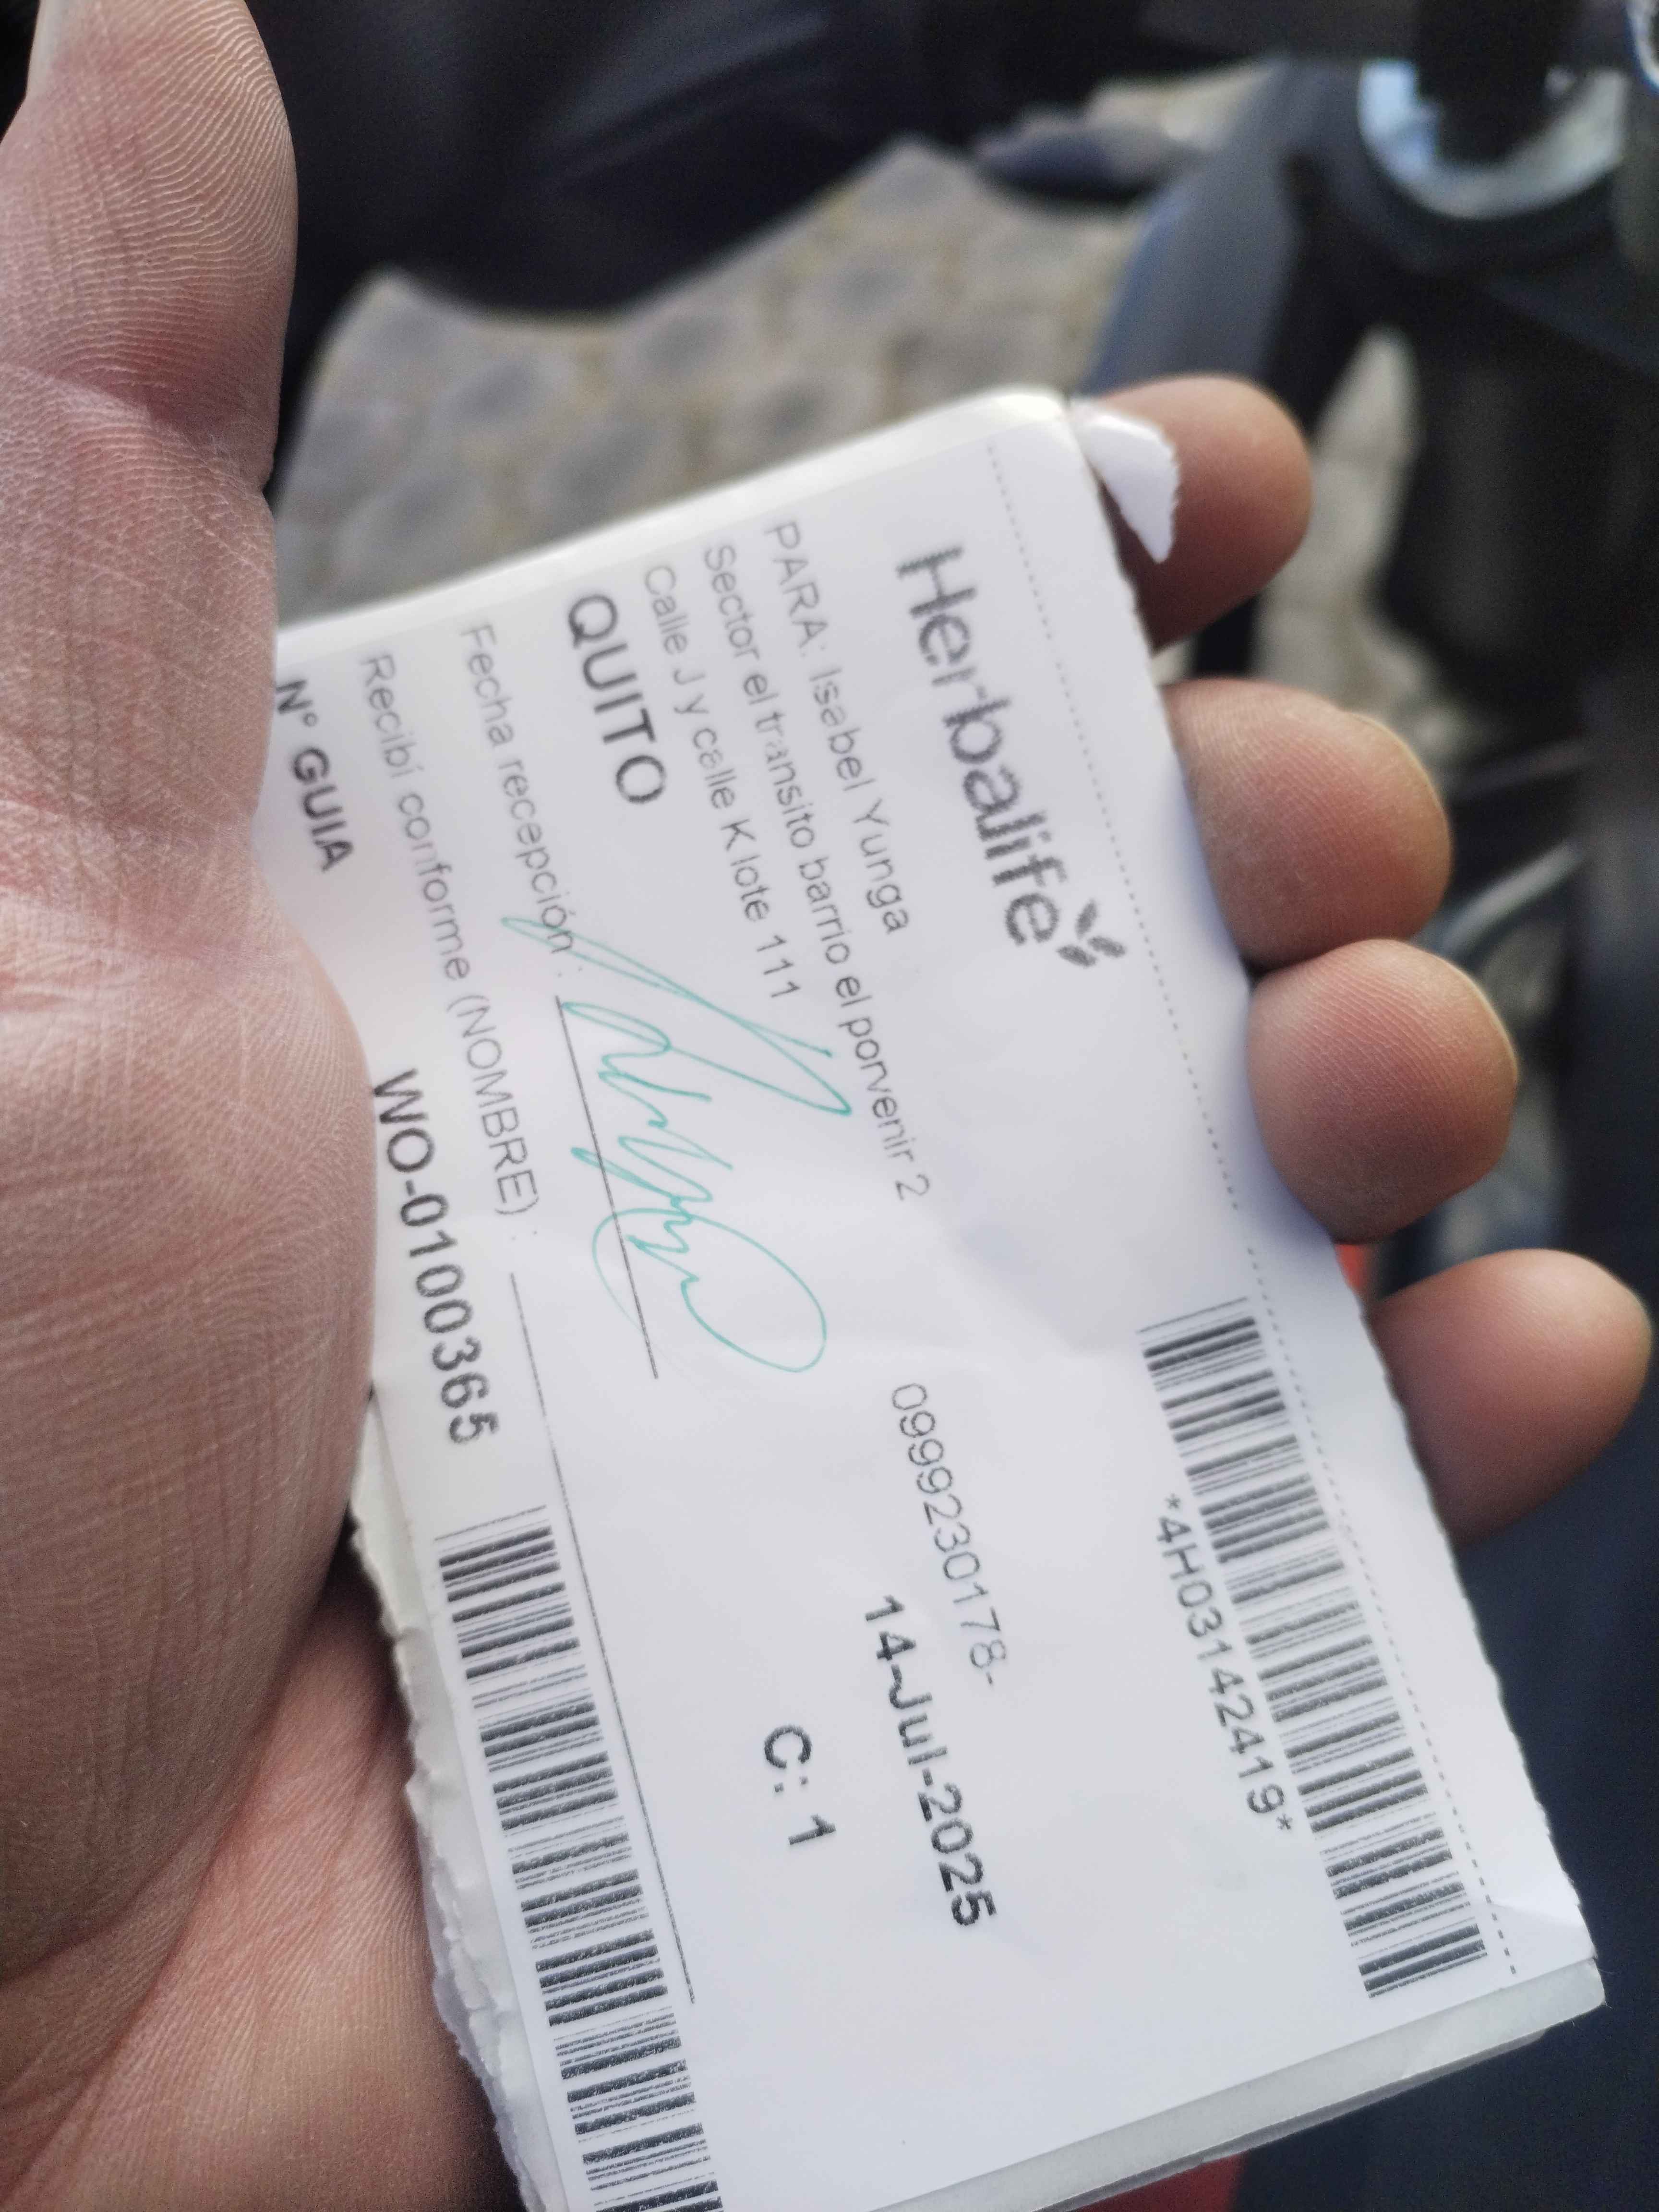 Herbalife
*4H03142419*
PARA: Isabel Yunga
0999230178-
Sector el transito barrio el porvenir 2
Calle J y calle K lote 111
14-Jul-2025
QUITO
C: 1
Fecha recepción :
Recibí conforme (NOMBRE) :
Nº GUIA WO-0100365